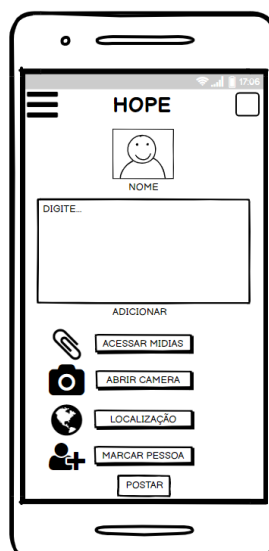 17:06
HOPE
NOME
DIGITE...
ADICIONAR
ACESSAR MIDIAS
ABRIR CAMERA
LOCALIZAÇÃO
MARCAR PESSOA
POSTAR